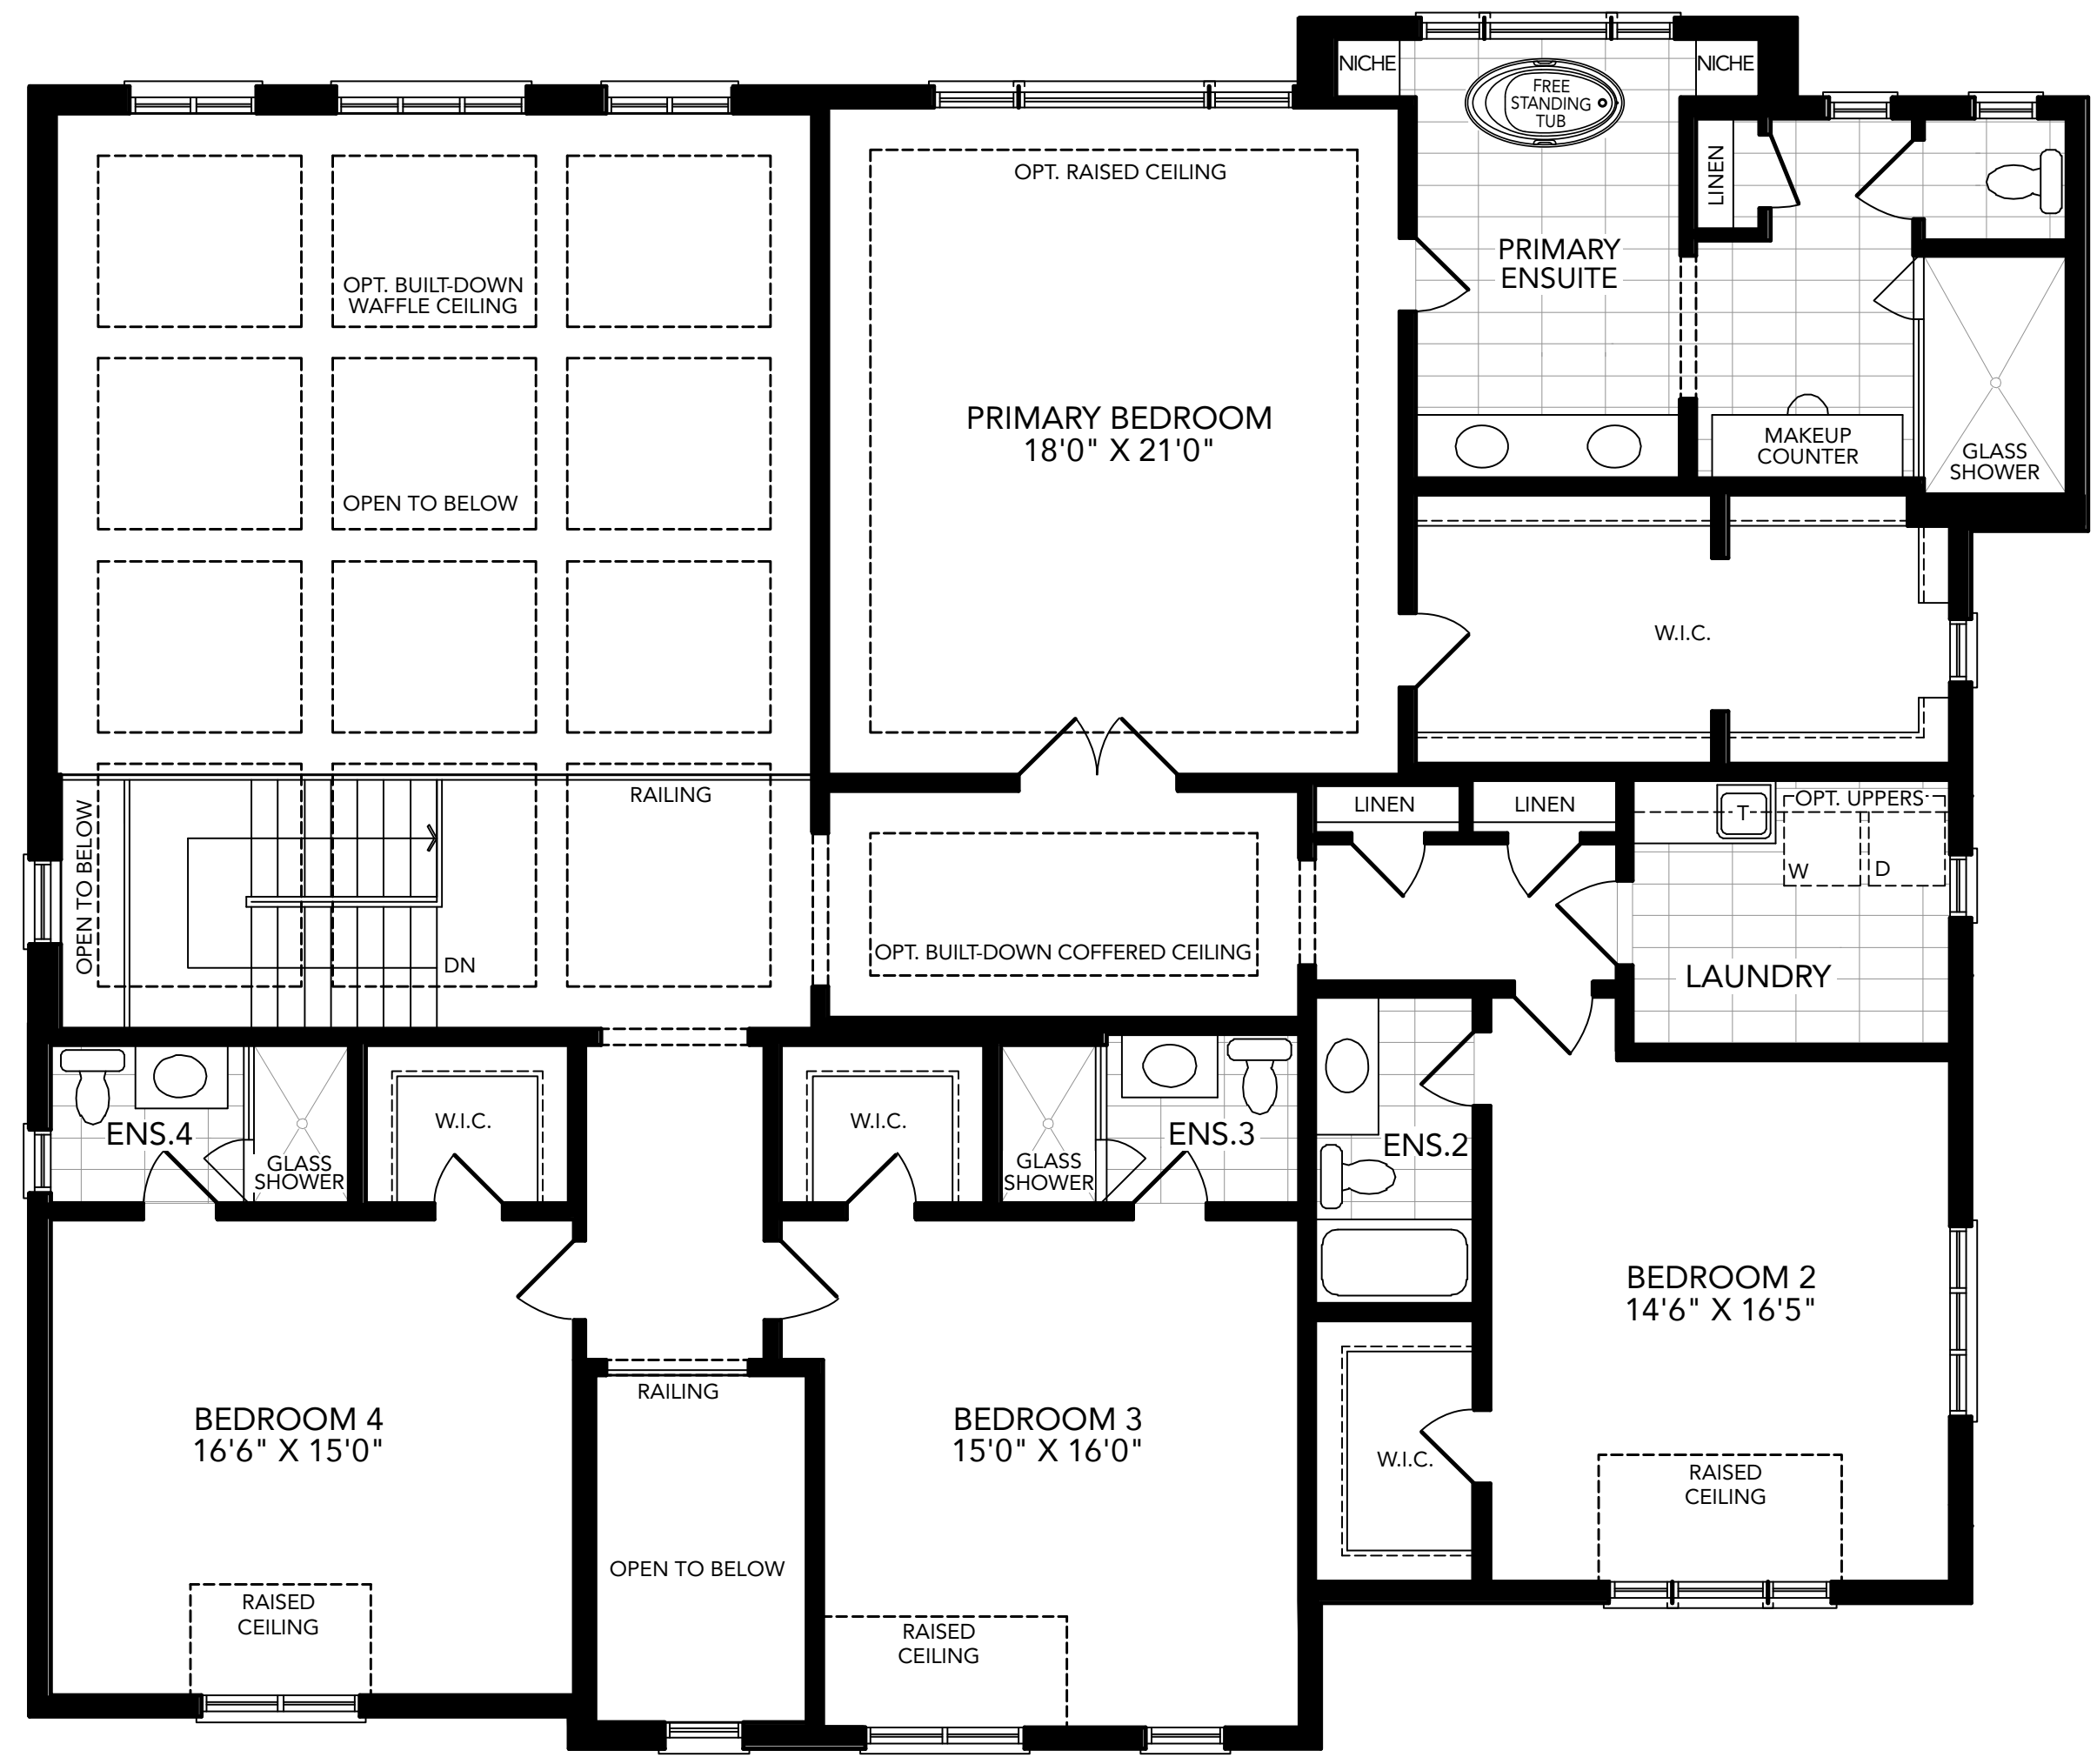 NICHE
NICHE
FREE
STANDING
TUB
LINEN
OPT. RAISED CEILING
PRIMARY
ENSUITE
OPT. BUILT-DOWN
WAFFLE CEILING
PRIMARY BEDROOM
18'0" X 21'0"
MAKEUP
COUNTER
GLASS
SHOWER
OPEN TO BELOW
W.I.C.
RAILING
OPEN TO BELOW
DN
LINEN
LINEN
T
OPT. UPPERS
W
D
OPT. BUILT-DOWN COFFERED CEILING
LAUNDRY
ENS.4
GLASS
SHOWER
W.I.C.
W.I.C.
GLASS
SHOWER
ENS.3
ENS.2
BEDROOM 2
14'6" X 16'5"
RAILING
BEDROOM 4
16'6" X 15'0"
BEDROOM 3
15'0" X 16'0"
W.I.C.
RAISED
CEILING
OPEN TO BELOW
RAISED
CEILING
RAISED
CEILING